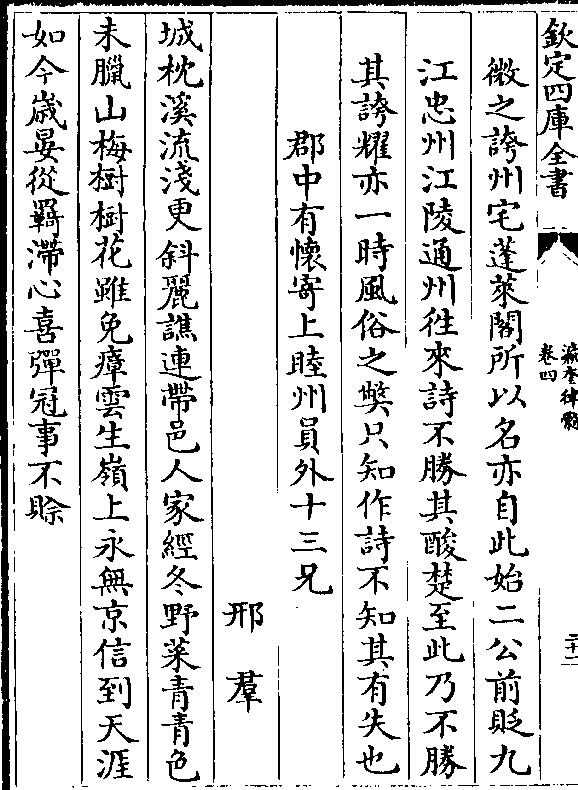 欽定四庫全書
瀛奎律髓
卷四
二十二
微之誇州宅蓬萊閣所以名亦自此始二公前貶九
江忠州江陵通州徃來詩不勝其酸楚至此乃不勝
其誇耀亦一時風俗之獘只知作詩不知其有失也
郡中有懷寄上睦州員外十三兄
邢羣
城枕溪流淺更斜麗譙連帶邑人家經冬野菜青青色
未臘山梅樹樹花雖免瘴雲生嶺上永無京信到天涯
如今歳晏從羇滯心喜彈冠事不賖